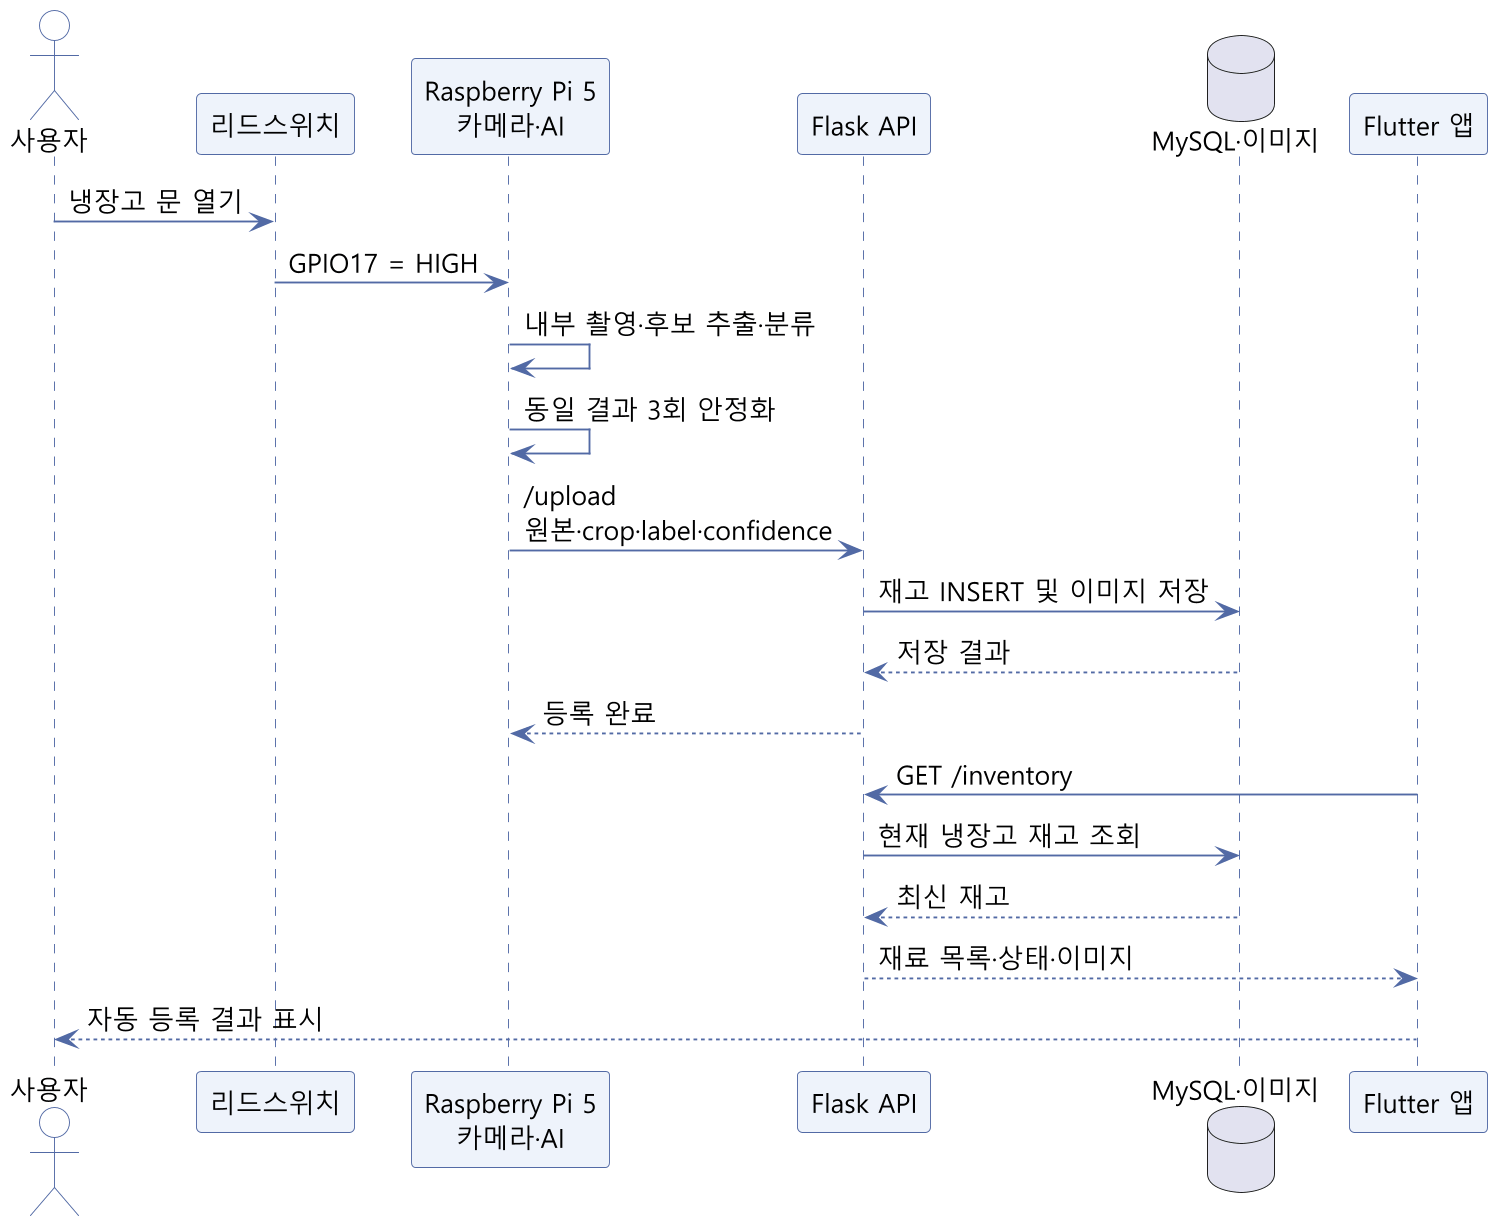 사용자
리드스위치
Raspberry Pi 5
카메라·AI
Flask API
MySQL·이미지
Flutter 앱
냉장고 문 열기
GPIO17 = HIGH
내부 촬영·후보 추출·분류
동일 결과 3회 안정화
/upload
원본·crop·label·confidence
재고 INSERT 및 이미지 저장
저장 결과
등록 완료
GET /inventory
현재 냉장고 재고 조회
최신 재고
재료 목록·상태·이미지
자동 등록 결과 표시
사용자
리드스위치
Raspberry Pi 5
카메라·AI
Flask API
MySQL·이미지
Flutter 앱